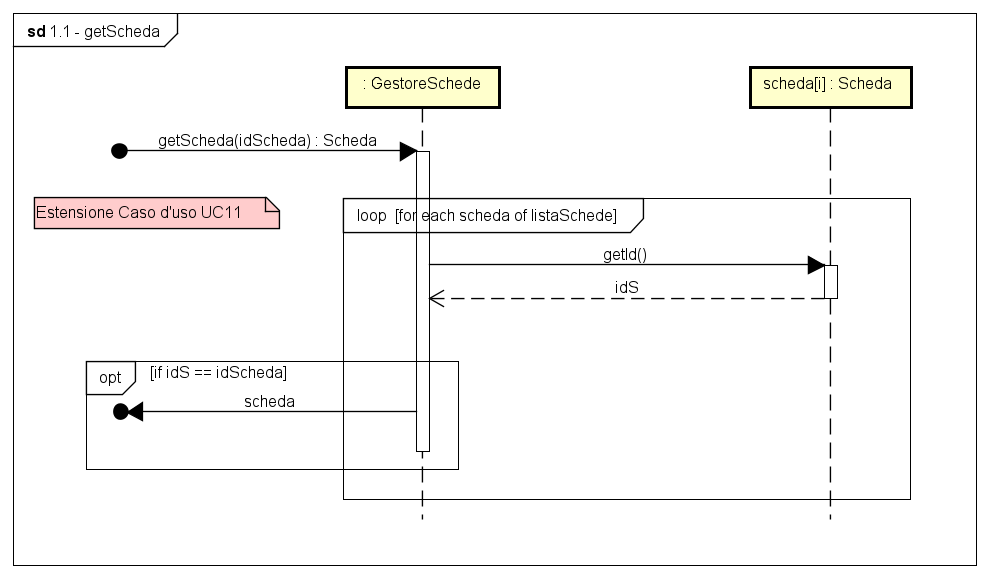 sd 1.1 - getScheda
: GestoreSchede
scheda[i] : Scheda
getScheda(idScheda) : Scheda
Estensione Caso d'uso UC11
loop [for each scheda of listaSchede]
getId()
idS
opt [if idS == idScheda]
scheda